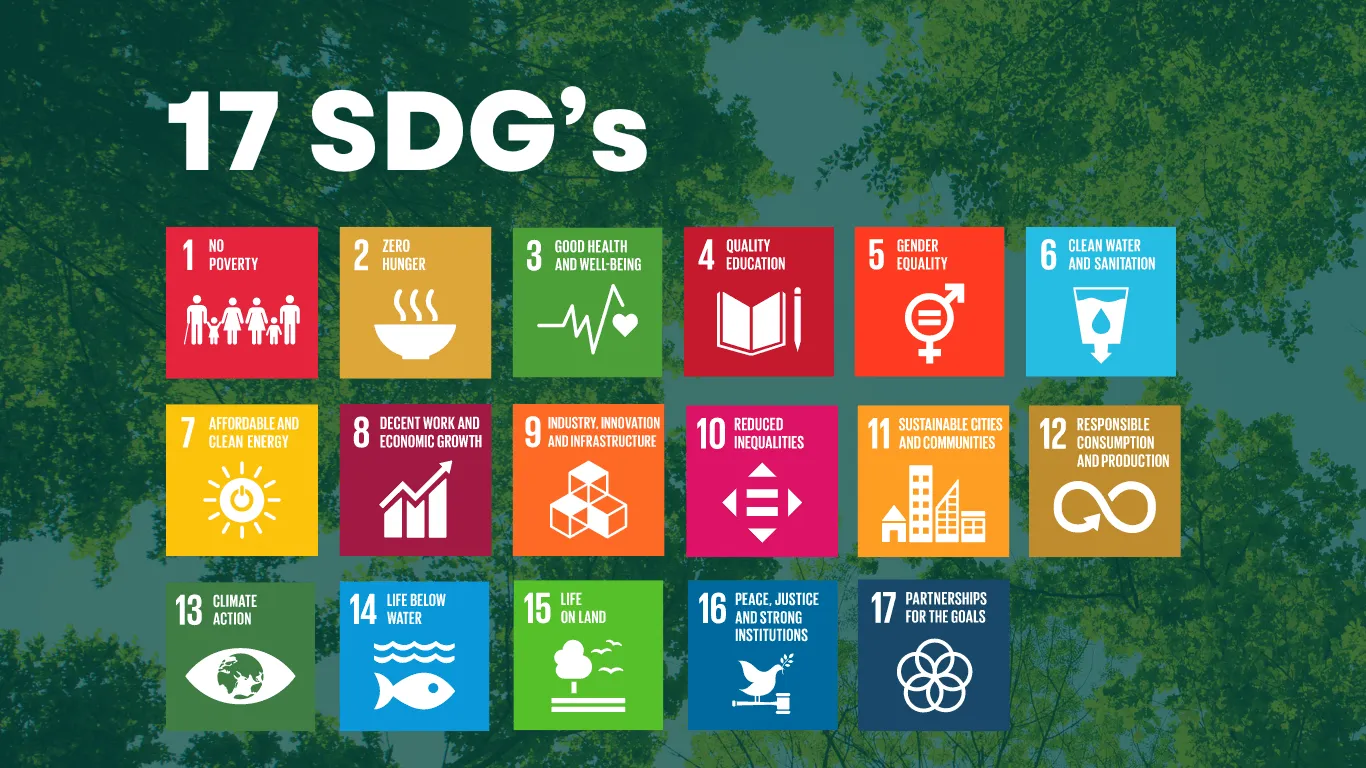 17 SDG’s
1 NO
POVERTY
2 ZERO
HUNGER
3 GOOD HEALTH
AND WELL-BEING
4 QUALITY
EDUCATION
5 GENDER
EQUALITY
6 CLEAN WATER
AND SANITATION
7 AFFORDABLE AND
CLEAN ENERGY
8 DECENT WORK AND
ECONOMIC GROWTH
9 INDUSTRY, INNOVATION
AND INFRASTRUCTURE
10 REDUCED
INEQUALITIES
11 SUSTAINABLE CITIES
AND COMMUNITIES
12 RESPONSIBLE
CONSUMPTION
AND PRODUCTION
13 CLIMATE
ACTION
14 LIFE BELOW
WATER
15 LIFE
ON LAND
16 PEACE, JUSTICE
AND STRONG
INSTITUTIONS
17 PARTNERSHIPS
FOR THE GOALS